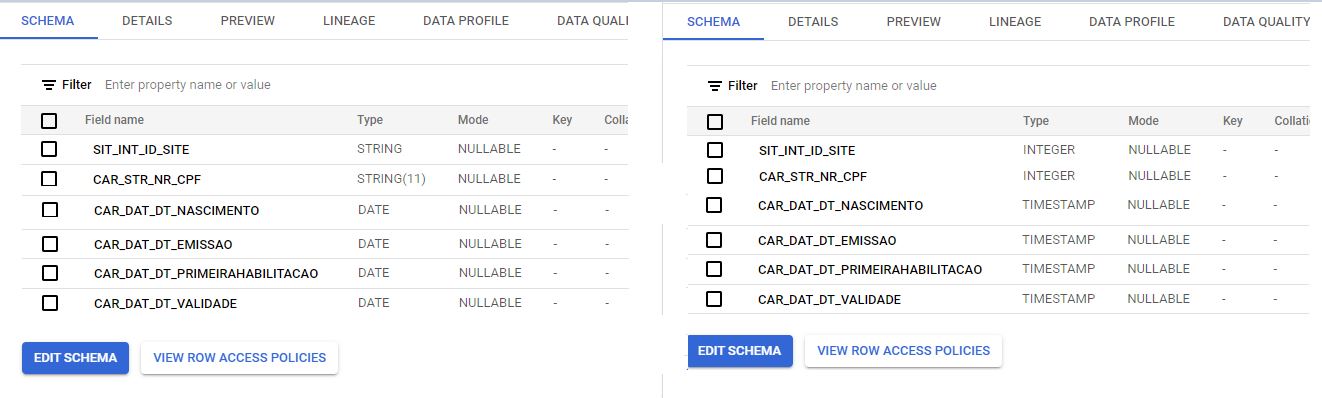 SCHEMA DETAILS PREVIEW LINEAGE DATA PROFILE DATA QUALI
Filter Enter property name or value
Field name Type Mode Key Colla
SIT_INT_ID_SITE STRING NULLABLE - -
CAR_STR_NR_CPF STRING(11) NULLABLE - -
CAR_DAT_DT_NASCIMENTO DATE NULLABLE - -
CAR_DAT_DT_EMISSAO DATE NULLABLE - -
CAR_DAT_DT_PRIMEIRAHABILITACAO DATE NULLABLE - -
CAR_DAT_DT_VALIDADE DATE NULLABLE - -
EDIT SCHEMA VIEW ROW ACCESS POLICIES
SCHEMA DETAILS PREVIEW LINEAGE DATA PROFILE DATA QUALITY
Filter Enter property name or value
Field name Type Mode Key Collati
SIT_INT_ID_SITE INTEGER NULLABLE - -
CAR_STR_NR_CPF INTEGER NULLABLE - -
CAR_DAT_DT_NASCIMENTO TIMESTAMP NULLABLE - -
CAR_DAT_DT_EMISSAO TIMESTAMP NULLABLE - -
CAR_DAT_DT_PRIMEIRAHABILITACAO TIMESTAMP NULLABLE - -
CAR_DAT_DT_VALIDADE TIMESTAMP NULLABLE - -
EDIT SCHEMA VIEW ROW ACCESS POLICIES